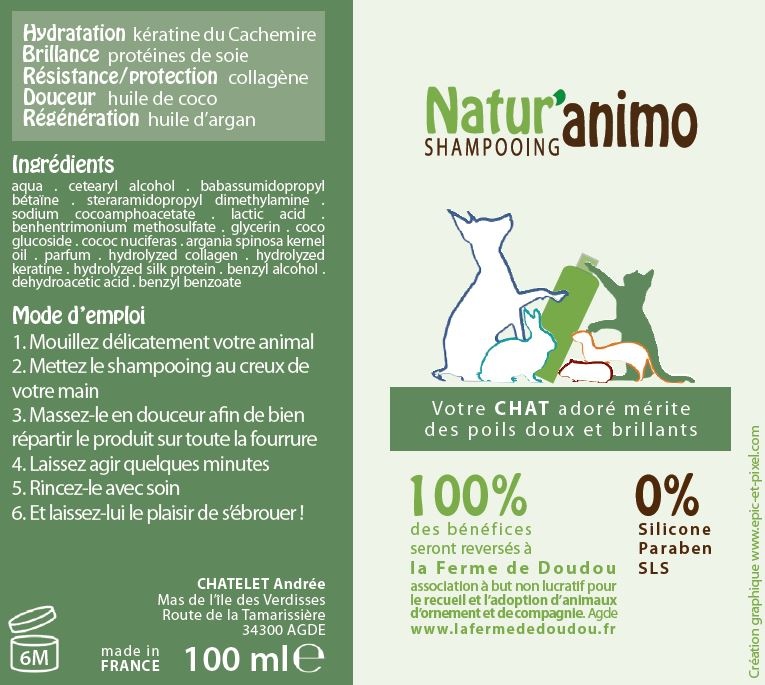 Hydratation kératine du Cachemire
Brillance protéines de soie
Résistance/protection collagène
Douceur huile de coco
Régénération huile d'argan
Ingrédients
aqua . cetearyl alcohol . babassumidopropyl
bétaïne . steraramidopropyl dimethylamine .
sodium cocoamphoacetate . lactic acid .
benhentrimonium methosulfate . glycerin . coco
glucoside . cococ nuciferas . argania spinosa kernel
oil . parfum . hydrolyzed collagen . hydrolyzed
keratine . hydrolyzed silk protein . benzyl alcohol .
dehydroacetic acid . benzyl benzoate
Mode d'emploi
1. Mouillez délicatement votre animal
2. Mettez le shampooing au creux de
votre main
3. Massez-le en douceur afin de bien
répartir le produit sur toute la fourrure
4. Laissez agir quelques minutes
5. Rincez-le avec soin
6. Et laissez-lui le plaisir de s'ébrouer !
CHATELET Andrée
Mas de l'île des Verdisses
Route de la Tamarissière
34300 AGDE
6M
made in
FRANCE
100 ml e
Natur'animo
SHAMPOOING
Votre CHAT adoré mérite
des poils doux et brillants
100%
des bénéfices
seront reversés à
la Ferme de Doudou
association à but non lucratif pour
le recueil et l'adoption d'animaux
d'ornement et de compagnie. Agde
www.lafermededoudou.fr
0%
Silicone
Paraben
SLS
Création graphique www.epic-et-pixel.com